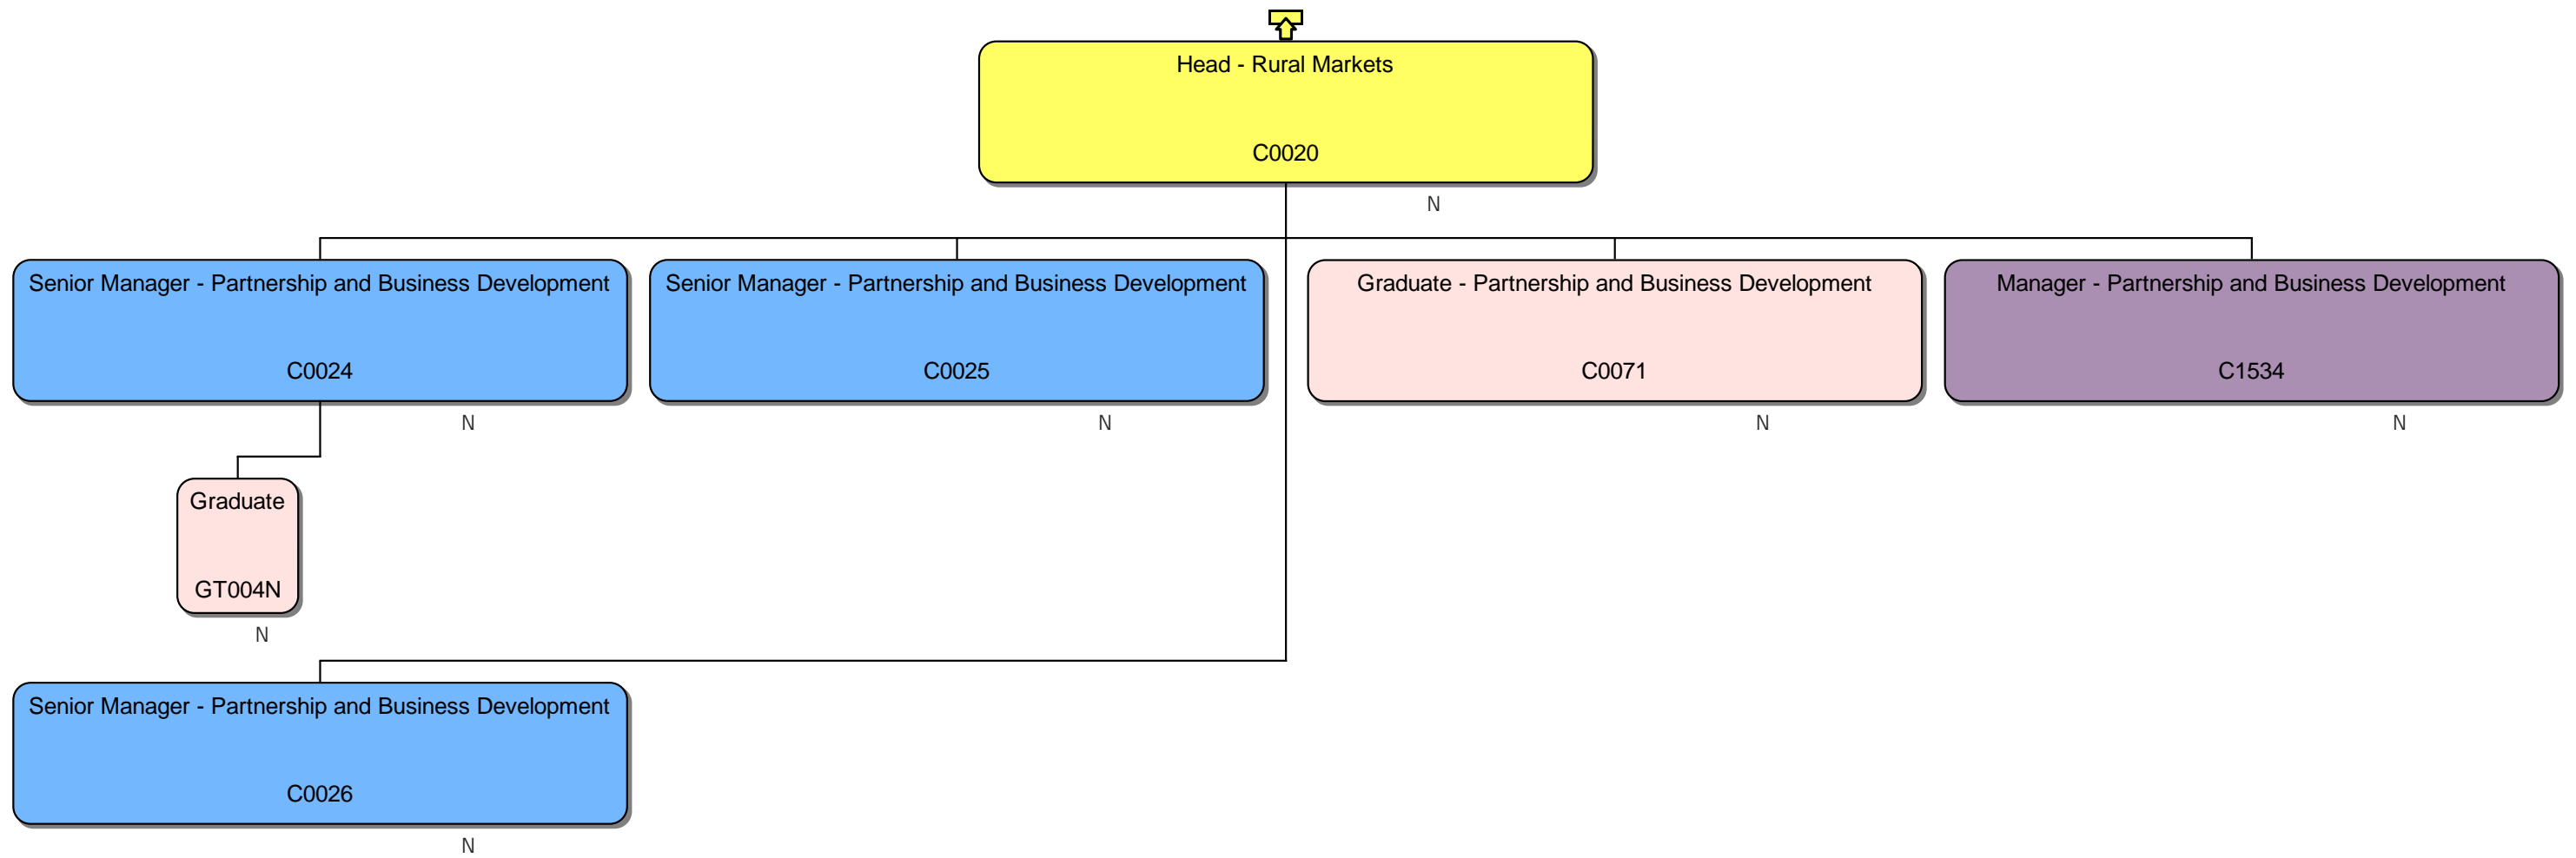 Head - Rural Markets
C0020
N
Senior Manager - Partnership and Business Development
C0024
N
Senior Manager - Partnership and Business Development
C0025
N
Graduate - Partnership and Business Development
C0071
N
Manager - Partnership and Business Development
C1534
N
Graduate
GT004N
N
Senior Manager - Partnership and Business Development
C0026
N